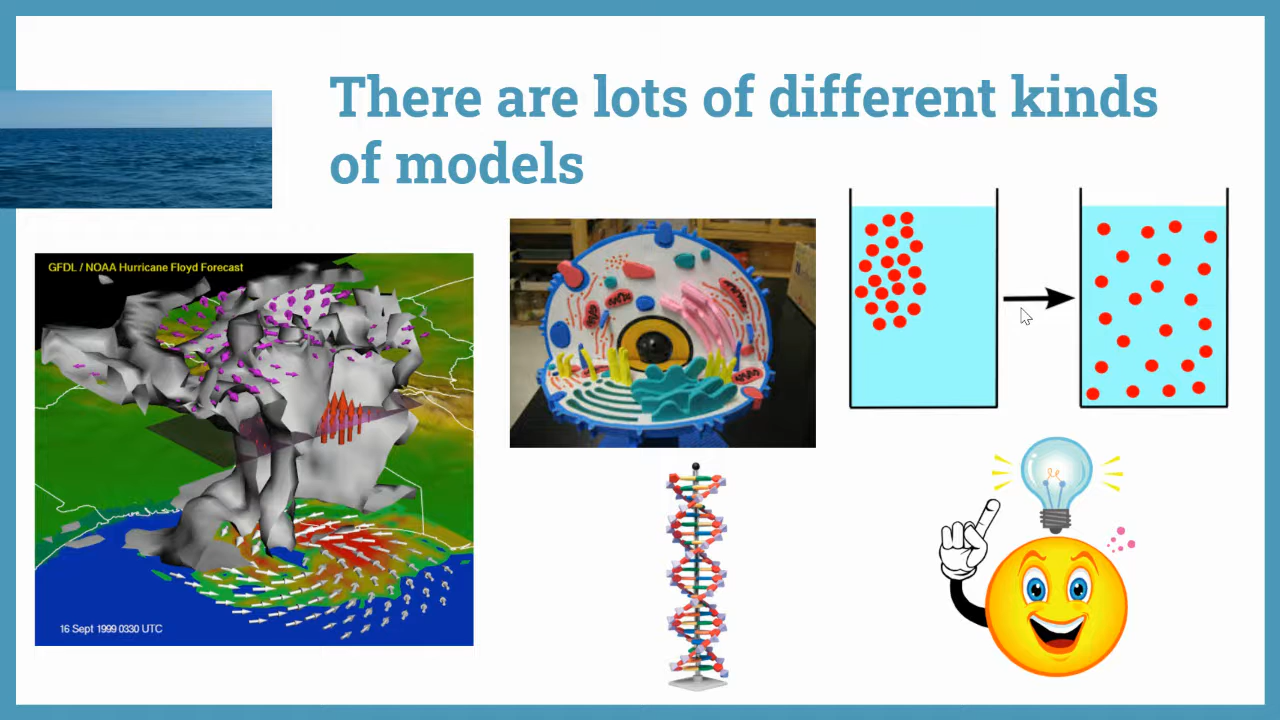 There are lots of different kinds
of models
GFDL / NOAA Hurricane Floyd Forecast
16 Sept 1999 0330 UTC